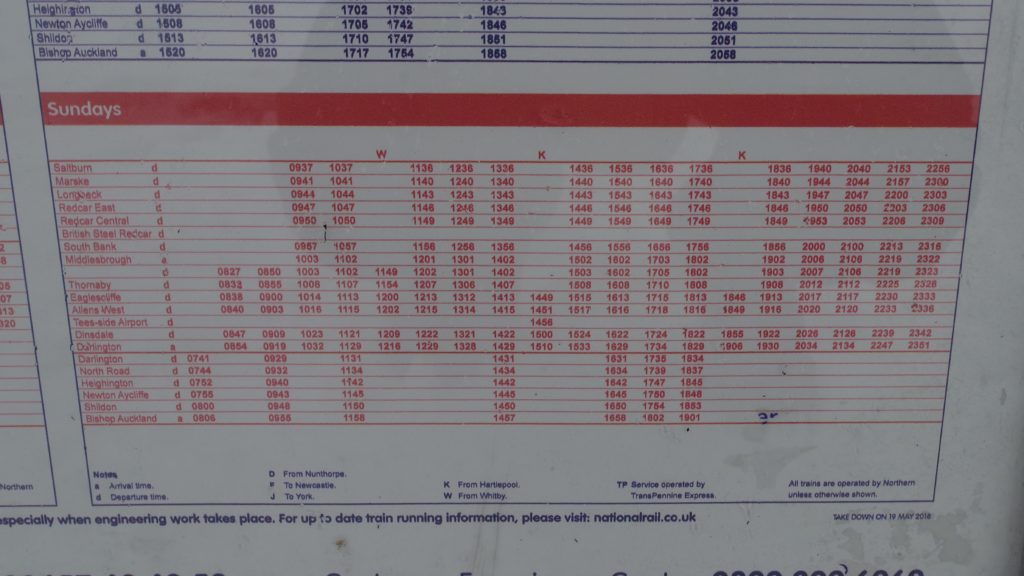 Heighington d 1605 1605 1702 1738 1843 2043
Newton Aycliffe d 1608 1608 1705 1742 1846 2046
Shildon d 1613 1613 1710 1747 1851 2051
Bishop Auckland a 1620 1620 1717 1754 1858 2058
Sundays
W K K
Saltburn d 0937 1037 1136 1236 1336 1436 1536 1636 1736 1836 1940 2040 2153 2256
Marske d 0941 1041 1140 1240 1340 1440 1540 1640 1740 1840 1944 2044 2157 2300
Longbeck d 0944 1044 1143 1243 1343 1443 1543 1643 1743 1843 1947 2047 2200 2303
Redcar East d 0947 1047 1146 1246 1346 1446 1546 1646 1746 1846 1950 2050 2203 2306
Redcar Central d 0950 1050 1149 1249 1349 1449 1549 1649 1749 1849 1953 2053 2206 2309
British Steel Redcar d
South Bank d 0957 1057 1156 1256 1356 1456 1556 1656 1756 1856 2000 2100 2213 2316
Middlesbrough a 1003 1102 1201 1301 1402 1502 1602 1703 1802 1902 2006 2106 2219 2322
d 0827 0850 1003 1102 1149 1202 1301 1402 1503 1602 1705 1802 1903 2007 2106 2219 2323
Thornaby d 0832 0855 1008 1107 1154 1207 1306 1407 1508 1608 1710 1808 1908 2012 2112 2225 2328
Eaglescliffe d 0838 0900 1014 1113 1200 1213 1312 1413 1449 1515 1613 1715 1813 1846 1913 2017 2117 2230 2333
Allens West d 0840 0903 1016 1115 1202 1215 1314 1415 1451 1517 1616 1718 1816 1849 1916 2020 2120 2233 2336
Tees-side Airport d 1456
Dinsdale d 0847 0909 1023 1121 1209 1222 1321 1422 1500 1524 1622 1724 1822 1855 1922 2026 2126 2239 2342
Darlington a 0854 0919 1032 1129 1216 1229 1328 1429 1510 1533 1629 1734 1829 1906 1930 2034 2134 2247 2351
Darlington d 0741 0929 1131 1431 1631 1735 1834
North Road d 0744 0932 1134 1434 1634 1739 1837
Heighington d 0752 0940 1142 1442 1642 1747 1845
Newton Aycliffe d 0755 0943 1145 1445 1645 1750 1848
Shildon d 0800 0948 1150 1450 1650 1754 1853
Bishop Auckland a 0806 0955 1158 1457 1658 1802 1901
Notes
a Arrival time.
d Departure time.
D From Nunthorpe.
F To Newcastle.
J To York.
K From Hartlepool.
W From Whitby.
TP Service operated by
TransPennine Express.
All trains are operated by Northern
unless otherwise shown.
Northern
especially when engineering work takes place. For up to date train running information, please visit: nationalrail.co.uk
TAKE DOWN ON 19 MAY 2018